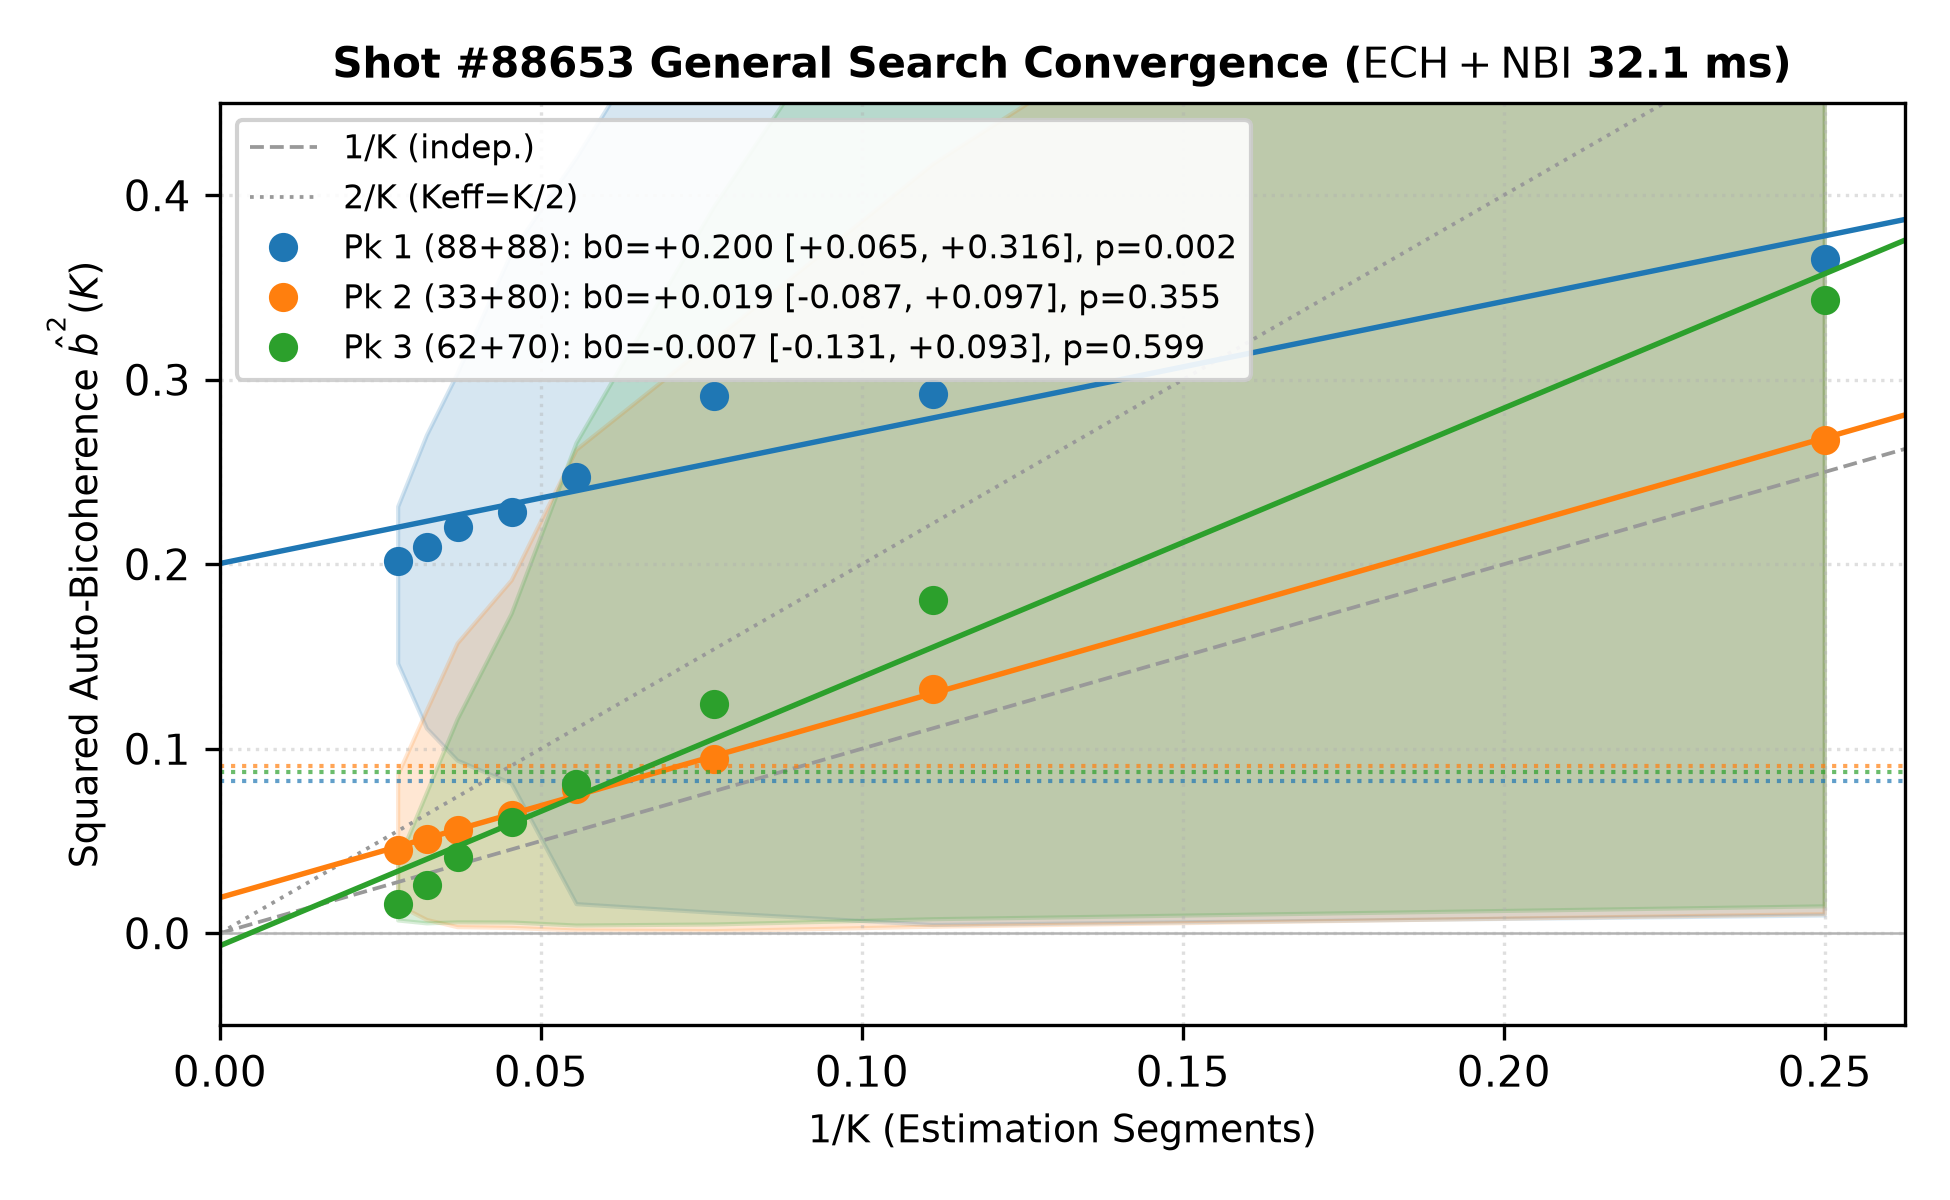 Shot #88653 General Search Convergence (ECH + NBI 32.1 ms)
1/K (indep.)
2/K (Keff=K/2)
Pk 1 (88+88): b0=+0.200 [+0.065, +0.316], p=0.002
Pk 2 (33+80): b0=+0.019 [-0.087, +0.097], p=0.355
Pk 3 (62+70): b0=-0.007 [-0.131, +0.093], p=0.599
Squared Auto-Bicoherence b̂² (K)
0.4
0.3
0.2
0.1
0.0
0.00 0.05 0.10 0.15 0.20 0.25
1/K (Estimation Segments)